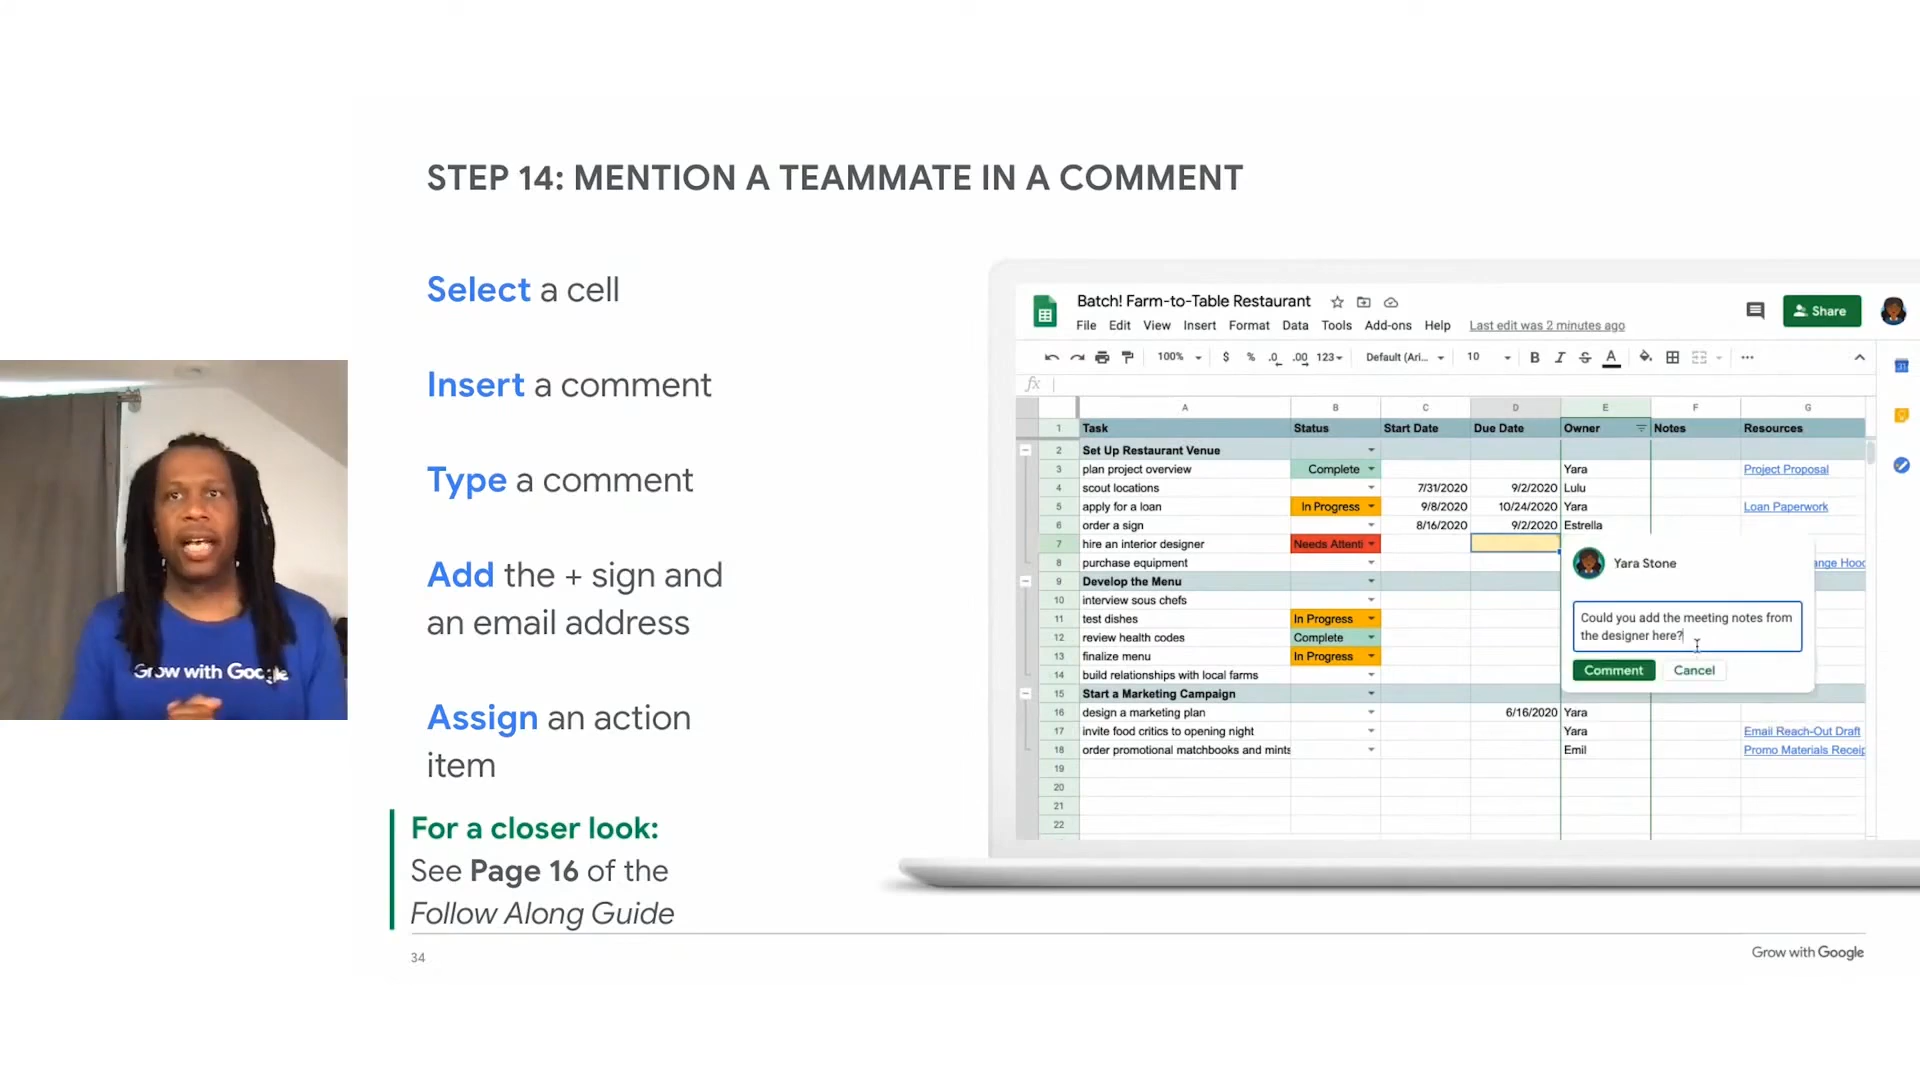 STEP 14: MENTION A TEAMMATE IN A COMMENT
Select a cell
Insert a comment
Type a comment
Add the + sign and
an email address
Assign an action
item
For a closer look:
See Page 16 of the
Follow Along Guide
34
Grow with Google
Grow with Google
Batch! Farm-to-Table Restaurant
Share
File Edit View Insert Format Data Tools Add-ons Help Last edit was 2 minutes ago
100% $ % .0 .00 123 Default (Ari... 10 B I S A ...
fx
A B C D E F G
1 Task Status Start Date Due Date Owner Notes Resources
2 Set Up Restaurant Venue
3 plan project overview Complete Yara Project Proposal
4 scout locations 7/31/2020 9/2/2020 Lulu
5 apply for a loan In Progress 9/8/2020 10/24/2020 Yara Loan Paperwork
6 order a sign 8/16/2020 9/2/2020 Estrella
7 hire an interior designer Needs Attenti
8 purchase equipment ange Hood
9 Develop the Menu
10 interview sous chefs
11 test dishes In Progress
12 review health codes Complete
13 finalize menu In Progress
14 build relationships with local farms
15 Start a Marketing Campaign
16 design a marketing plan 6/16/2020 Yara
17 invite food critics to opening night Yara Email Reach-Out Draft
18 order promotional matchbooks and mints Emil Promo Materials Receip
19
20
21
22
Yara Stone
Could you add the meeting notes from
the designer here?
Comment Cancel
31